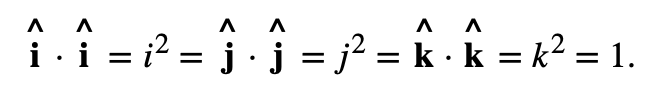 î · î = i² = ĵ · ĵ = j² = k̂ · k̂ = k² = 1.